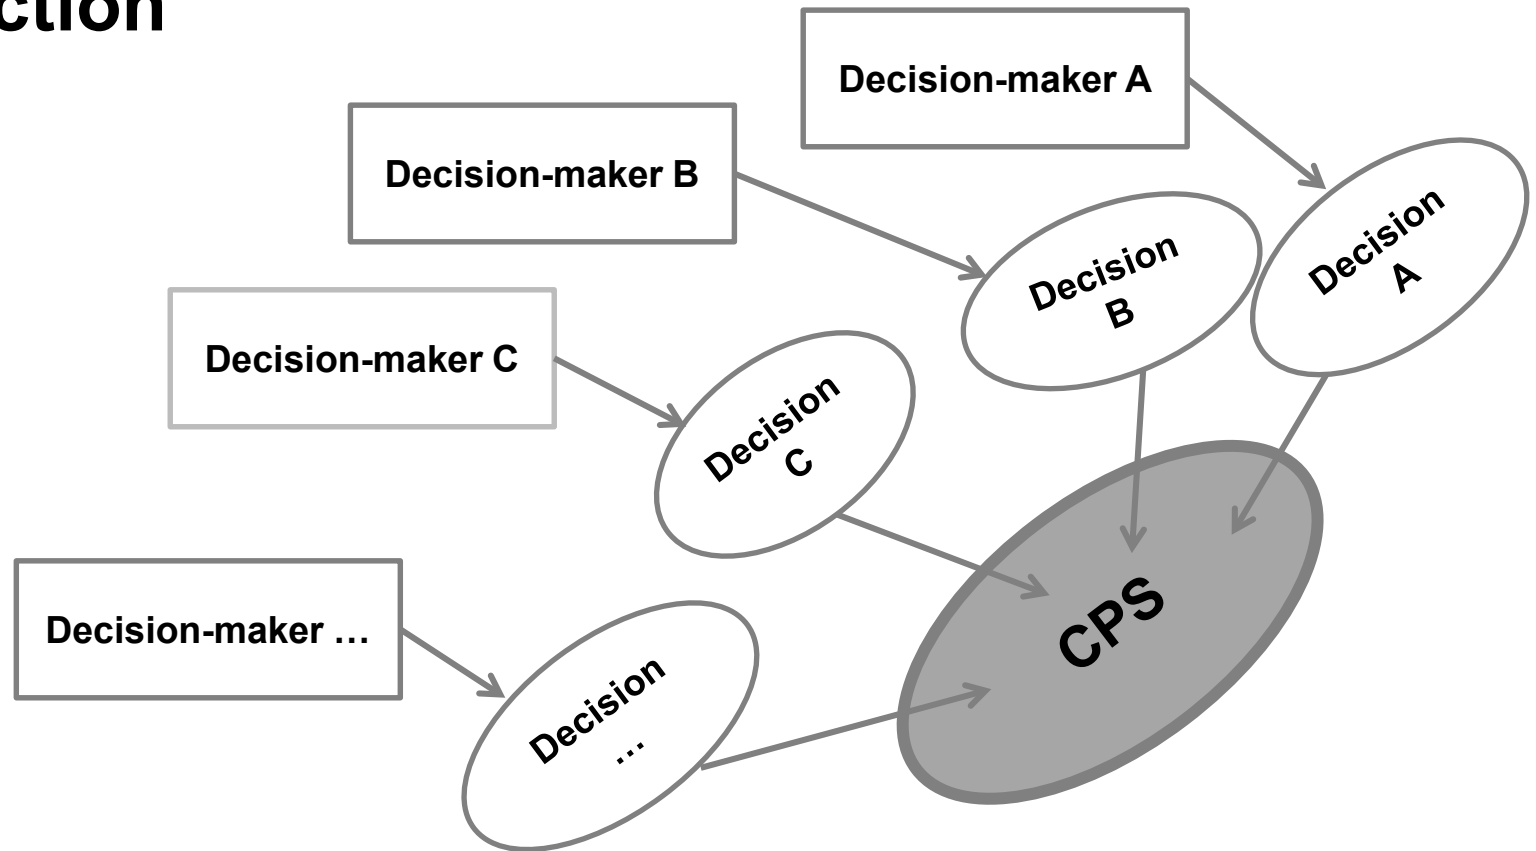 ction
Decision-maker A
Decision-maker B
Decision
A
Decision
B
Decision-maker C
Decision
C
Decision-maker …
CPS
Decision
…